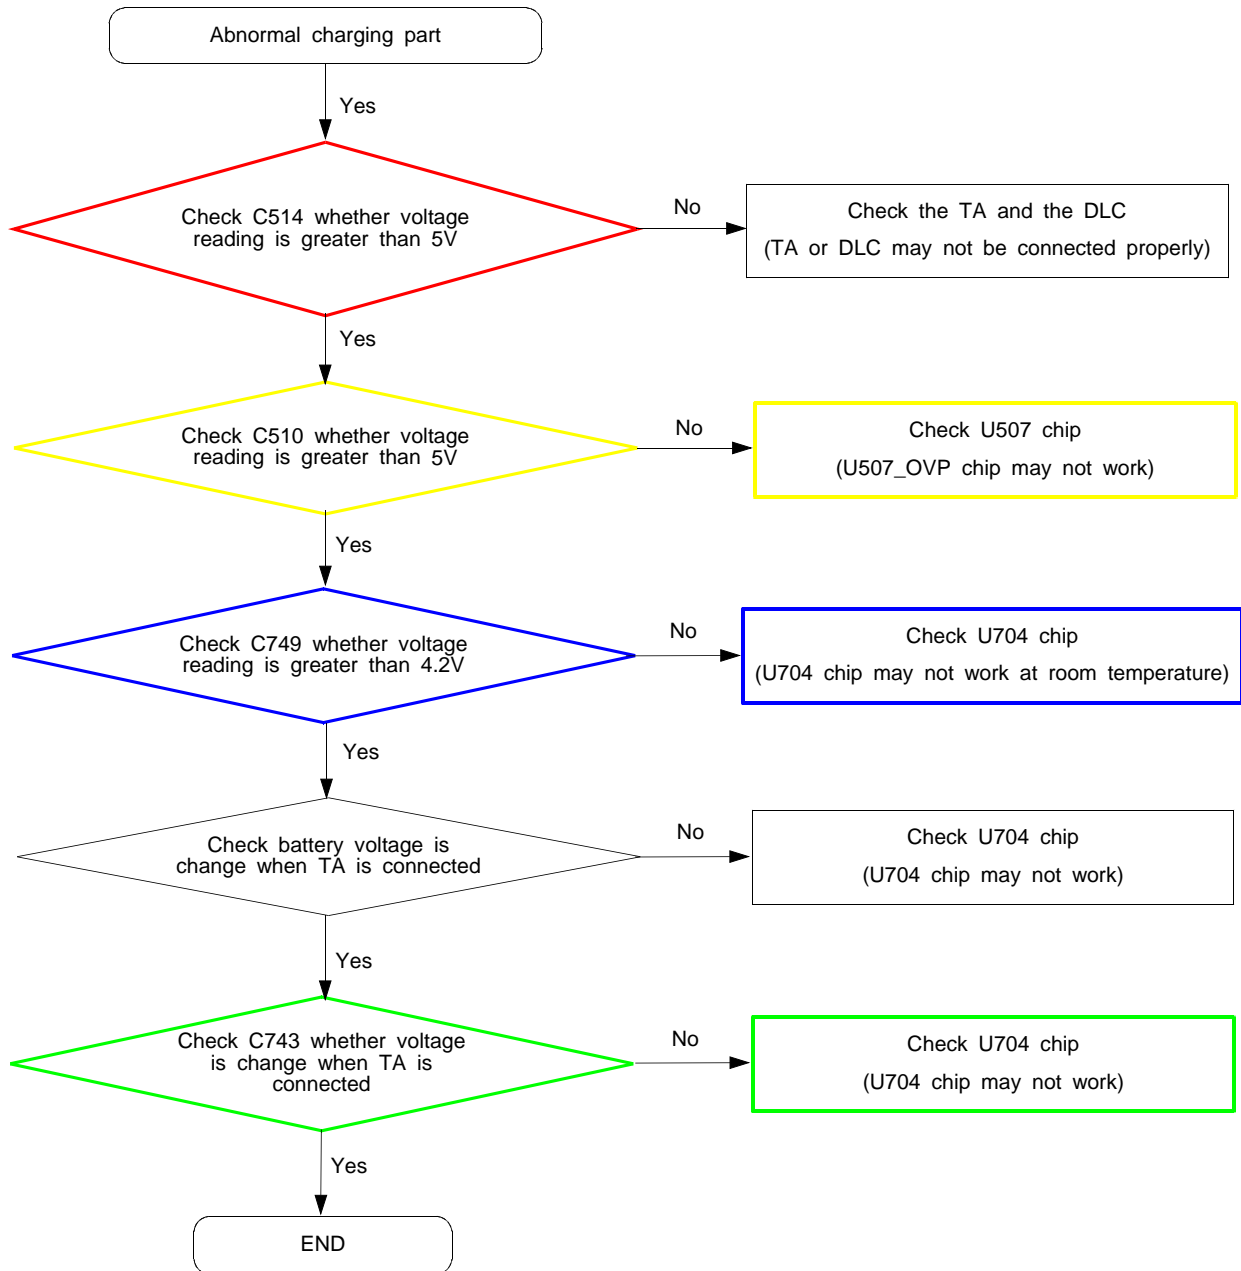 Abnormal charging part
Yes
Check C514 whether voltage
reading is greater than 5V
No
Check the TA and the DLC
(TA or DLC may not be connected properly)
Yes
Check C510 whether voltage
reading is greater than 5V
No
Check U507 chip
(U507_OVP chip may not work)
Yes
Check C749 whether voltage
reading is greater than 4.2V
No
Check U704 chip
(U704 chip may not work at room temperature)
Yes
Check battery voltage is
change when TA is connected
No
Check U704 chip
(U704 chip may not work)
Yes
Check C743 whether voltage
is change when TA is
connected
No
Check U704 chip
(U704 chip may not work)
Yes
END